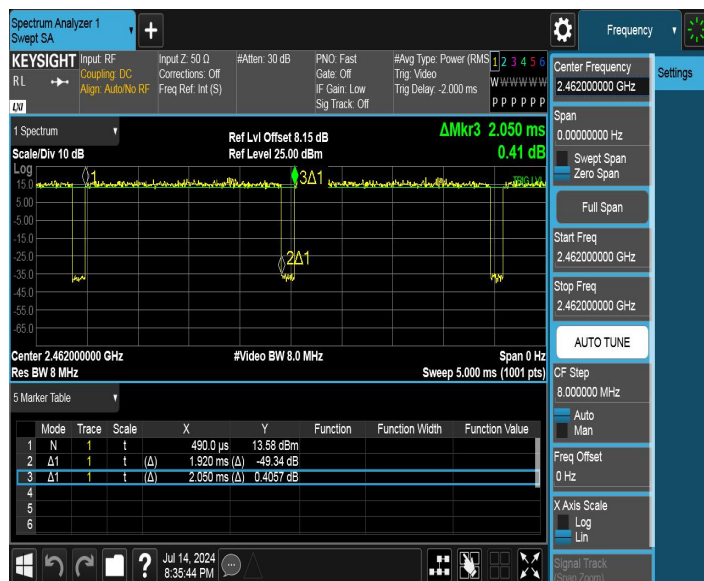 Spectrum Analyzer 1
Swept SA
Frequency
KEYSIGHT
RL
LXI
Input: RF
Coupling: DC
Align: Auto/No RF
Input Z: 50 Ω
Corrections: Off
Freq Ref: Int (S)
#Atten: 30 dB
PNO: Fast
Gate: Off
IF Gain: Low
Sig Track: Off
#Avg Type: Power (RMS
Trig: Video
Trig Delay: -2.000 ms
1 2 3 4 5 6
W W W W W W
P P P P P P
Center Frequency
2.462000000 GHz
Settings
Span
0.00000000 Hz
Swept Span
Zero Span
Full Span
Start Freq
2.462000000 GHz
Stop Freq
2.462000000 GHz
AUTO TUNE
CF Step
8.000000 MHz
Auto
Man
Freq Offset
0 Hz
X Axis Scale
Log
Lin
Signal Track
(Span Zoom)
1 Spectrum
Scale/Div 10 dB
Ref Lvl Offset 8.15 dB
Ref Level 25.00 dBm
ΔMkr3 2.050 ms
0.41 dB
Log
15.0
5.00
-5.00
-15.0
-25.0
-35.0
-45.0
-55.0
-65.0
1
3Δ1
2Δ1
TRIG LVL
Center 2.462000000 GHz
#Video BW 8.0 MHz
Span 0 Hz
Res BW 8 MHz
Sweep 5.000 ms (1001 pts)
5 Marker Table
Mode Trace Scale X Y Function Function Width Function Value
1 N 1 t 490.0 µs 13.58 dBm
2 Δ1 1 t (Δ) 1.920 ms (Δ) -49.34 dB
3 Δ1 1 t (Δ) 2.050 ms (Δ) 0.4057 dB
4
5
6
?
Jul 14, 2024
8:35:44 PM